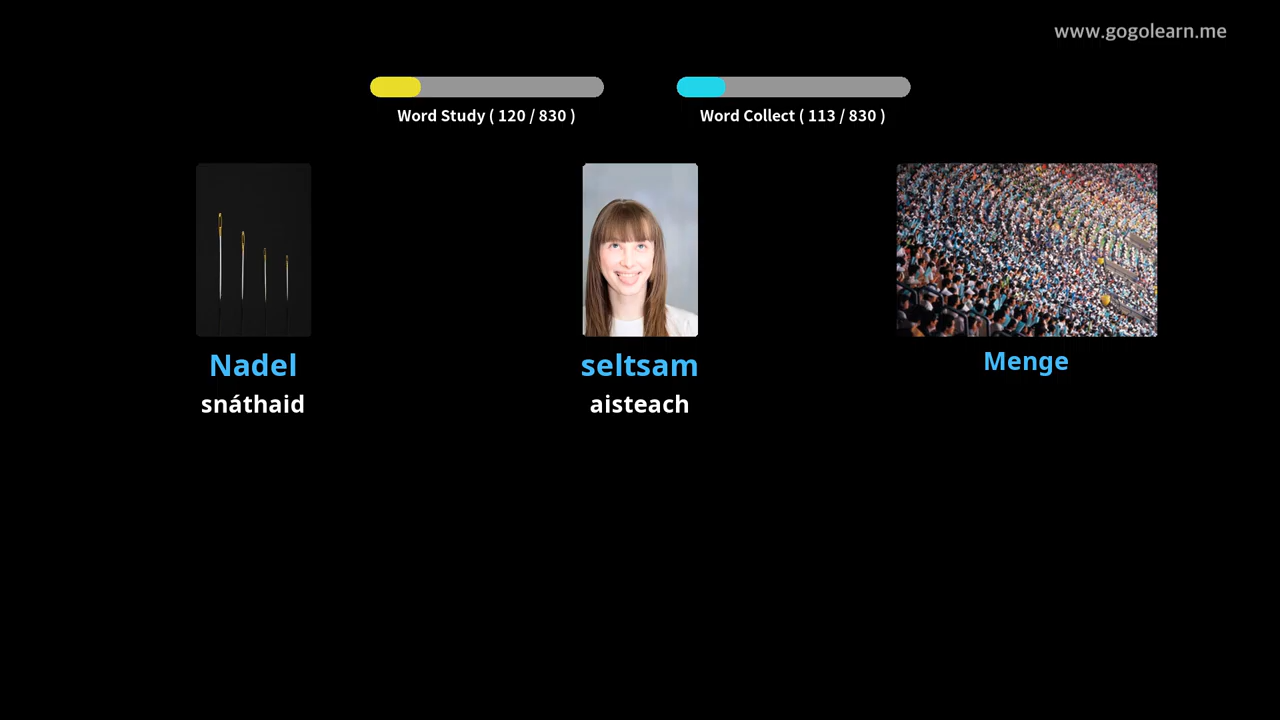 www.gogolearn.me
Word Study ( 120 / 830 )
Word Collect ( 113 / 830 )
Nadel
snáthaid
seltsam
aisteach
Menge